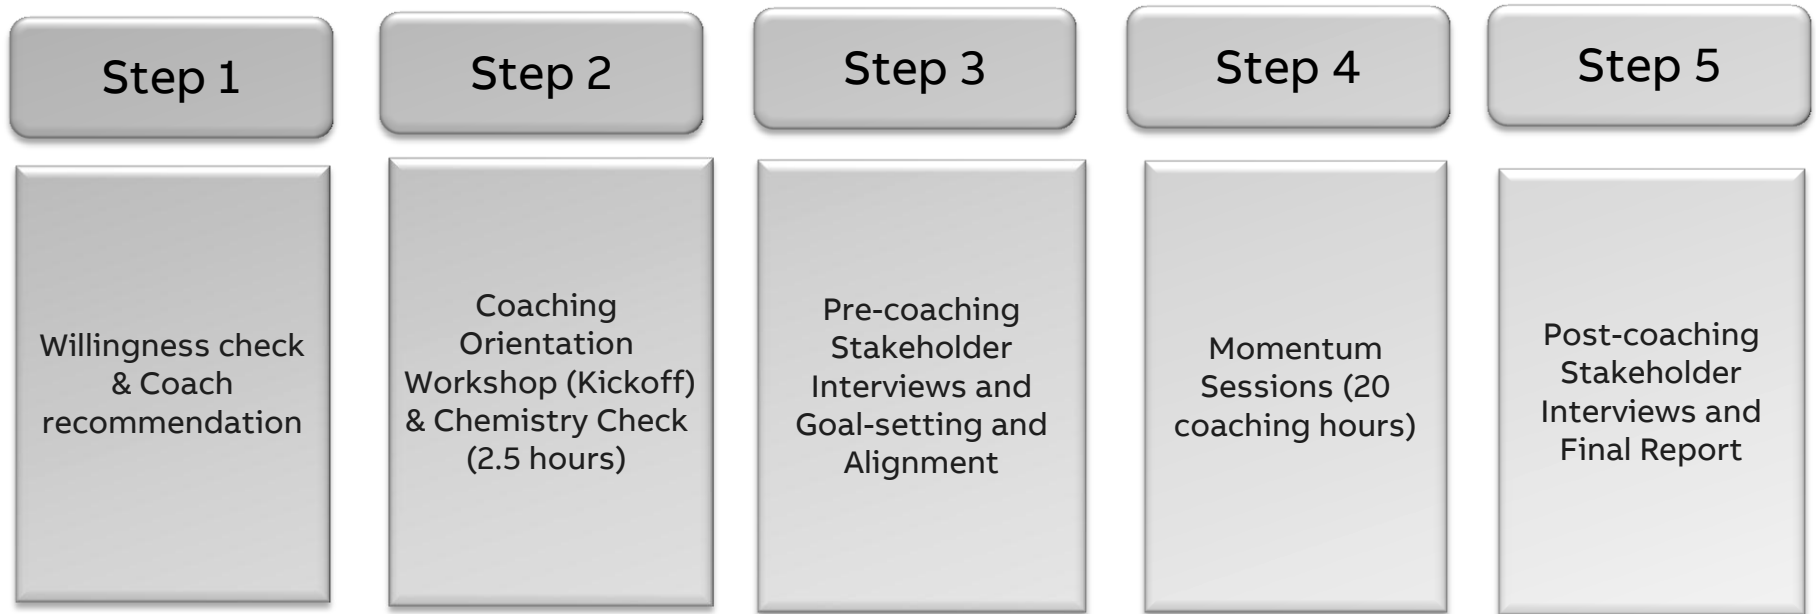 Step 1
Step 2
Step 3
Step 4
Step 5
Willingness check
& Coach
recommendation
Coaching
Orientation
Workshop (Kickoff)
& Chemistry Check
(2.5 hours)
Pre-coaching
Stakeholder
Interviews and
Goal-setting and
Alignment
Momentum
Sessions (20
coaching hours)
Post-coaching
Stakeholder
Interviews and
Final Report